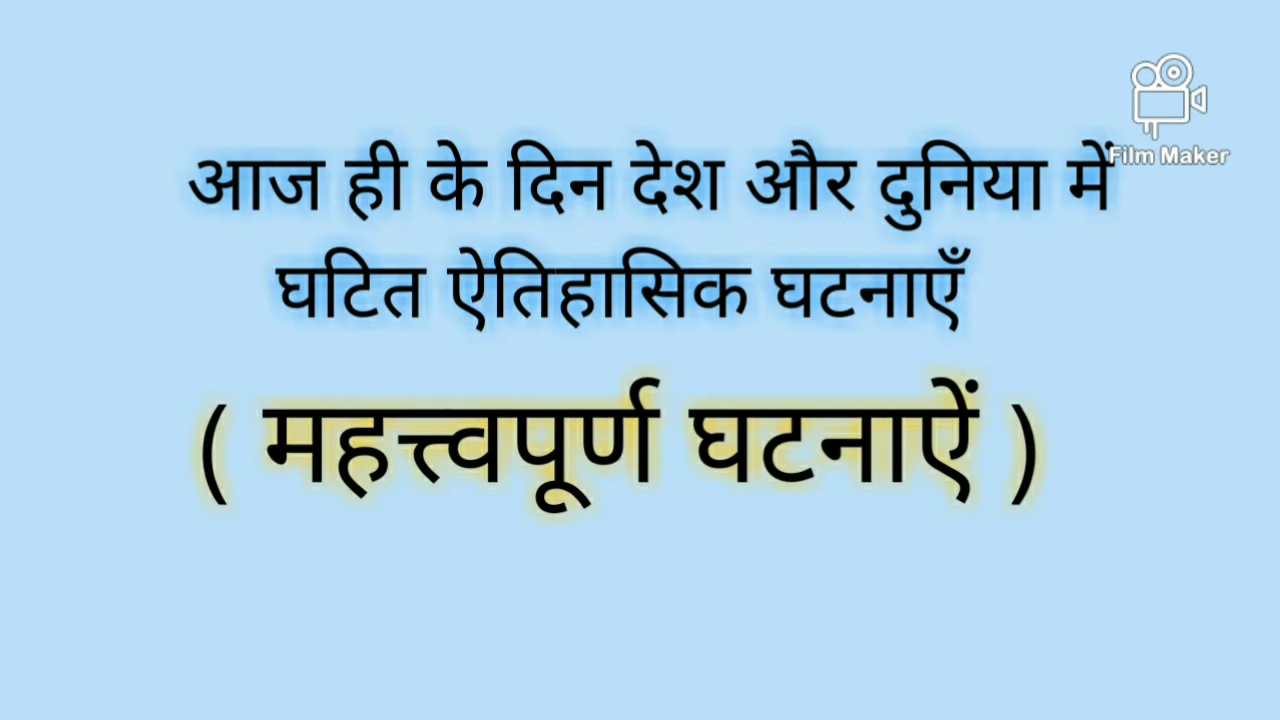 आज ही के दिन देश और दुनिया में
घटित ऐतिहासिक घटनाएँ
( महत्त्वपूर्ण घटनाऐं )
Film Maker